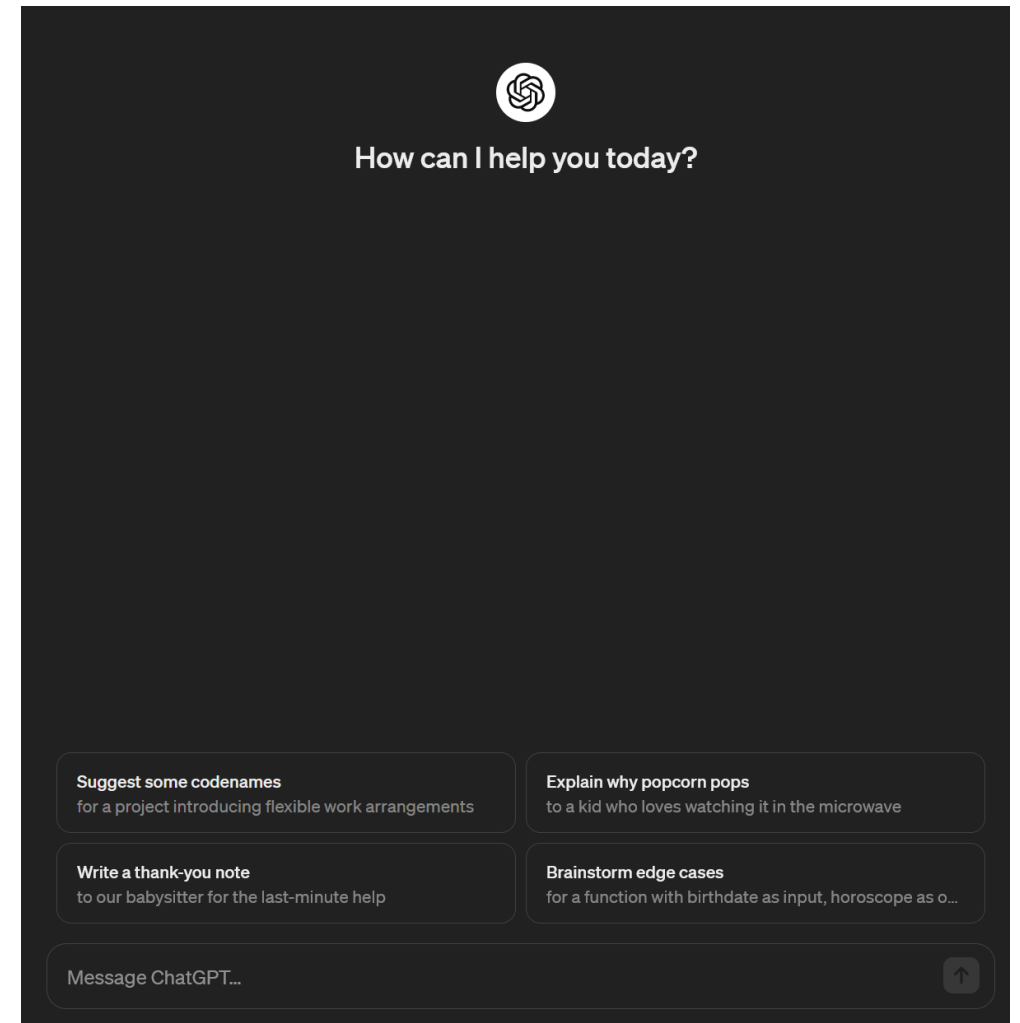 How can I help you today?
Suggest some codenames
for a project introducing flexible work arrangements
Explain why popcorn pops
to a kid who loves watching it in the microwave
Write a thank-you note
to our babysitter for the last-minute help
Brainstorm edge cases
for a function with birthdate as input, horoscope as o...
Message ChatGPT...